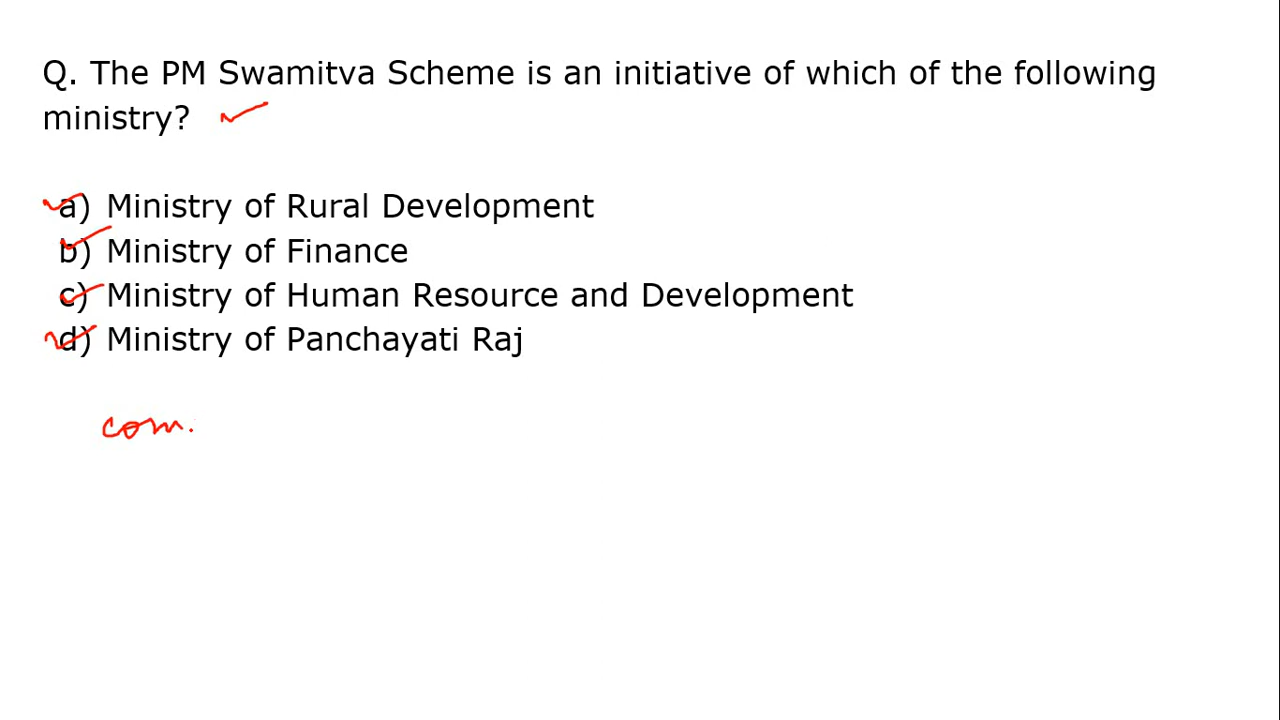 Q. The PM Swamitva Scheme is an initiative of which of the following
ministry?
a) Ministry of Rural Development
b) Ministry of Finance
c) Ministry of Human Resource and Development
d) Ministry of Panchayati Raj
com.